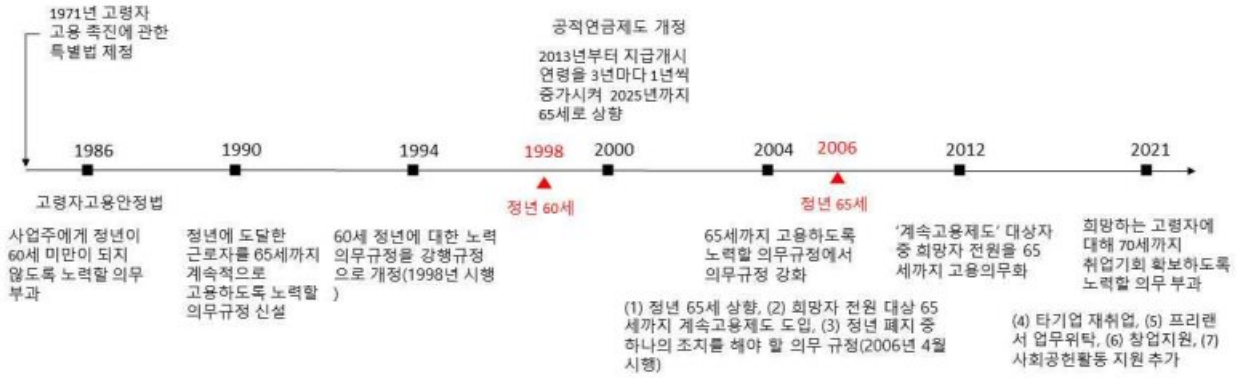 1971년 고령자
고용 촉진에 관한
특별법 제정
공적연금제도 개정
2013년부터 지급개시
연령을 3년마다 1년씩
증가시켜 2025년까지
65세로 상향
1986
1990
1994
1998
2000
2004
2006
2012
2021
고령자고용안정법
정년 60세
정년 65세
사업주에게 정년이
60세 미만이 되지
않도록 노력할 의무
부과
정년에 도달한
근로자를 65세까지
계속적으로
고용하도록 노력할
의무규정 신설
60세 정년에 대한 노력
의무규정을 강행규정
으로 개정(1998년 시행
)
65세까지 고용하도록
노력할 의무규정에서
의무규정 강화
(1) 정년 65세 상향, (2) 희망자 전원 대상 65
세까지 계속고용제도 도입, (3) 정년 폐지 중
하나의 조치를 해야 할 의무 규정(2006년 4월
시행)
‘계속고용제도’ 대상자
중 희망자 전원을 65
세까지 고용의무화
희망하는 고령자에
대해 70세까지
취업기회 확보하도록
노력할 의무 부과
(4) 타기업 재취업, (5) 프리랜
서 업무위탁, (6) 창업지원, (7)
사회공헌활동 지원 추가